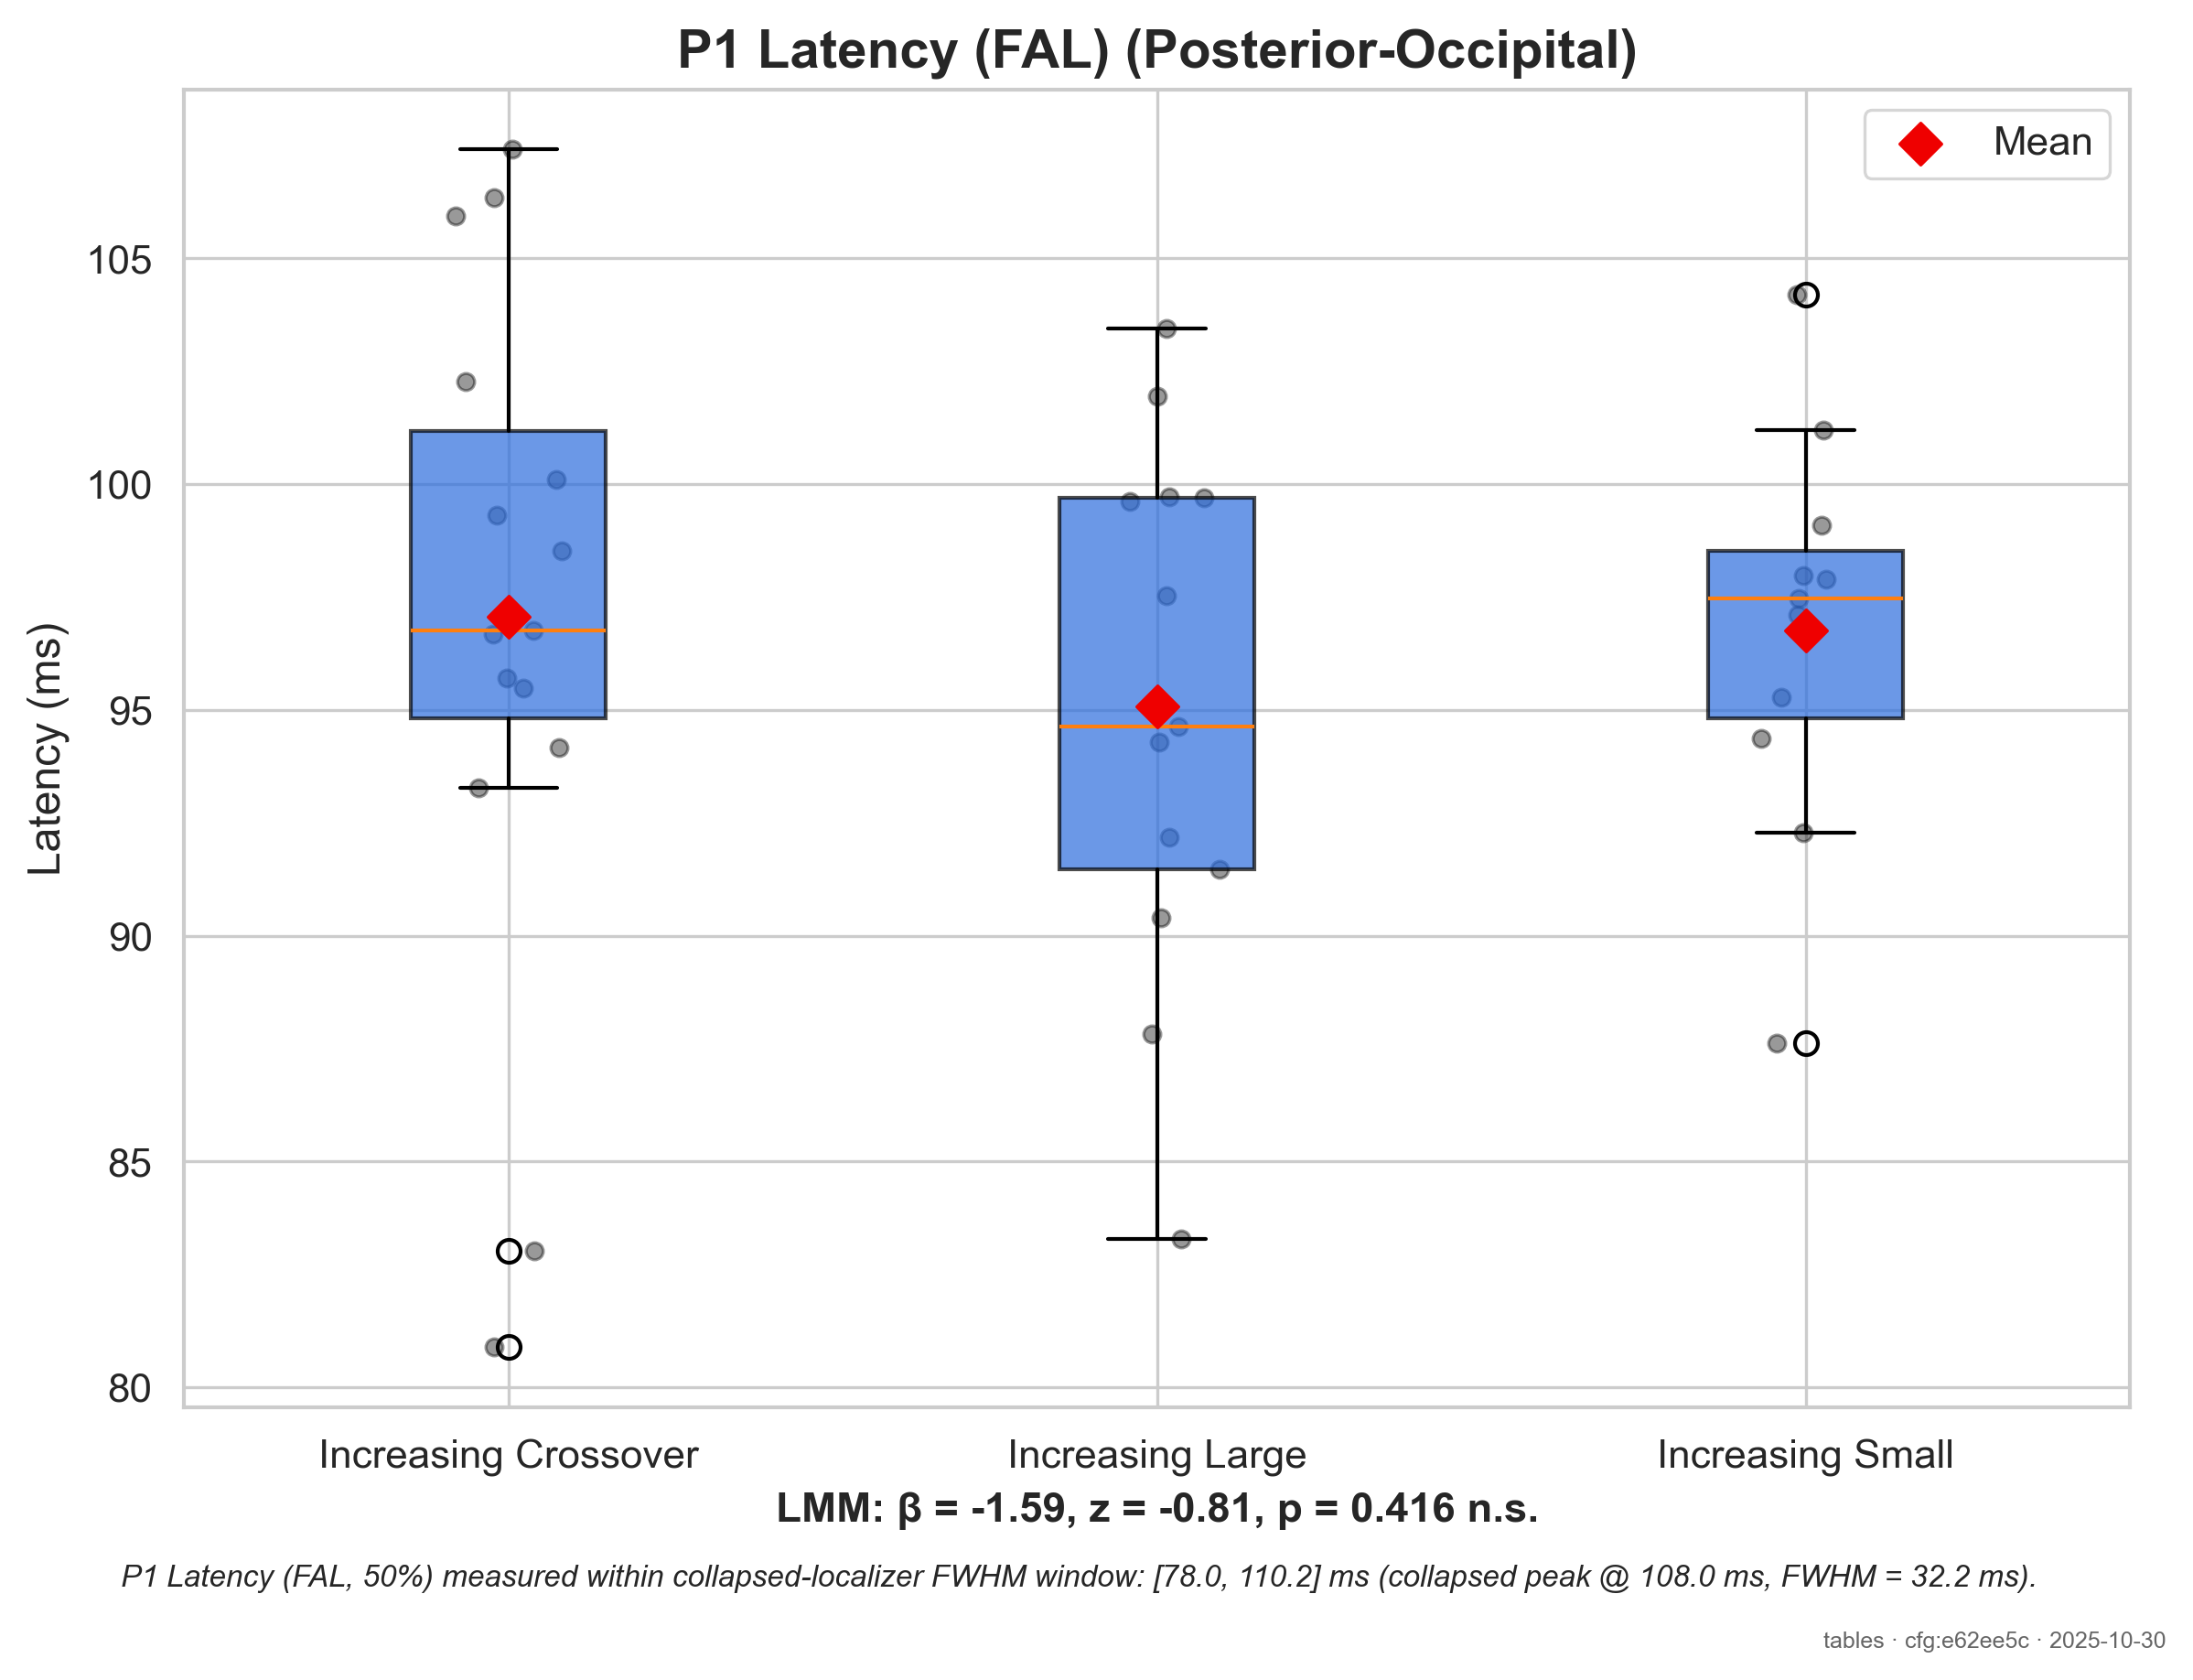 P1 Latency (FAL) (Posterior-Occipital)
Mean
Latency (ms)
105
100
95
90
85
80
Increasing Crossover
Increasing Large
Increasing Small
LMM: β = -1.59, z = -0.81, p = 0.416 n.s.
P1 Latency (FAL, 50%) measured within collapsed-localizer FWHM window: [78.0, 110.2] ms (collapsed peak @ 108.0 ms, FWHM = 32.2 ms).
tables · cfg:e62ee5c · 2025-10-30